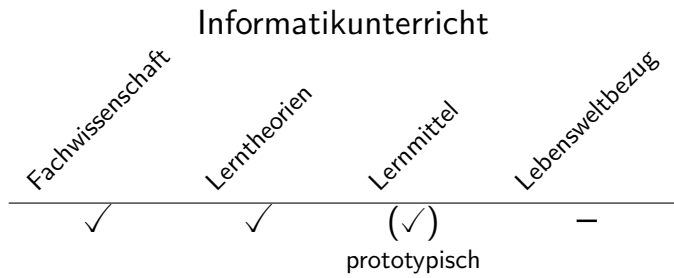 Informatikunterricht
Fachwissenschaft
Lerntheorien
Lernmittel
Lebensweltbezug
✓ ✓ (✓) –
prototypisch